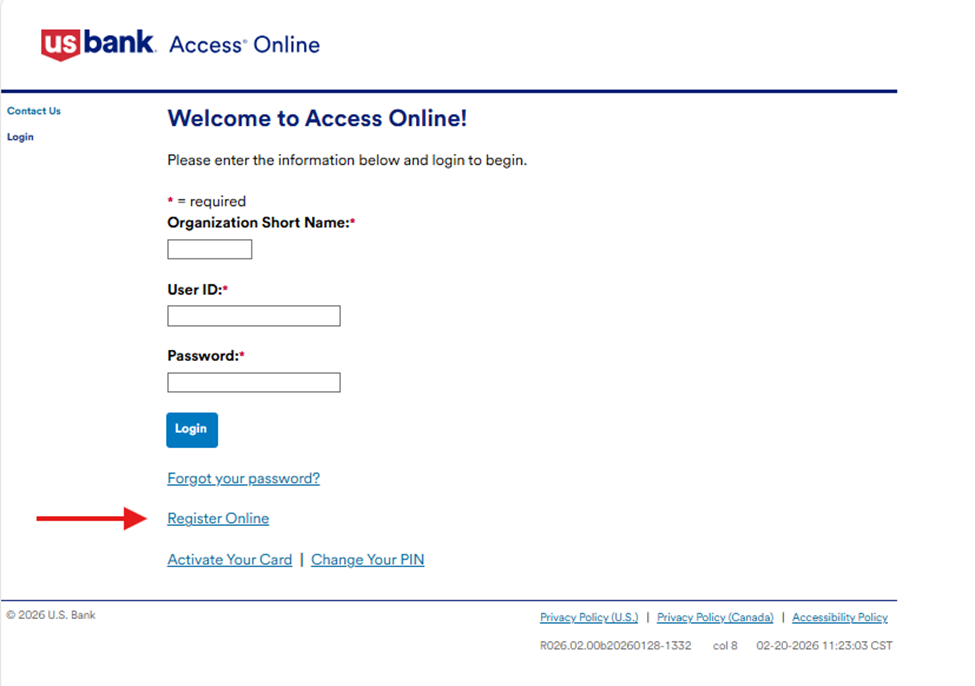 usbank. Access® Online
Contact Us
Login
Welcome to Access Online!
Please enter the information below and login to begin.
* = required
Organization Short Name:*
User ID:*
Password:*
Login
Forgot your password?
Register Online
Activate Your Card | Change Your PIN
© 2026 U.S. Bank
Privacy Policy (U.S.) | Privacy Policy (Canada) | Accessibility Policy
R026.02.00b20260128-1332 col 8 02-20-2026 11:23:03 CST